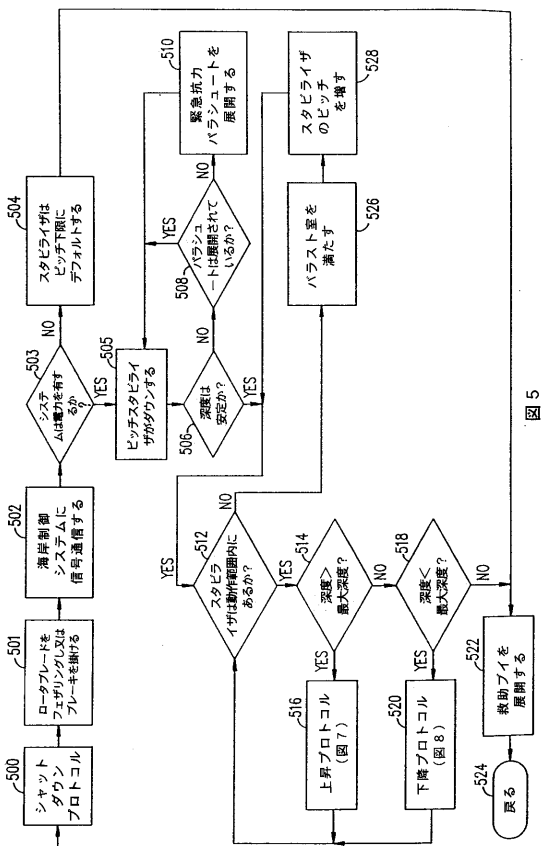 500
シャット
ダウン
プロトコル
501
ロータブレードを
フェザリングし又は
ブレーキを掛ける
502
海岸制御
システムに
信号通信する
503
システ
ムは電力を有す
るか
?
NO
YES
504
スタビライザは
ピッチ下限に
デフォルトする
505
ピッチスタビライ
ザがダウンする
506
深度は
安定か?
NO
YES
508
パラシュ
ートは展開されて
いるか?
YES
NO
510
緊急抗力
パラシュートを
展開する
YES
512
スタビラ
イザは動作範囲内に
あるか?
NO
YES
514
深度>
最大深度?
YES
NO
516
上昇プロトコル
(図7)
518
深度<
最大深度?
YES
NO
520
下降プロトコル
(図8)
522
救助ブイを
展開する
524
戻る
526
バラスト室を
満たす
528
スタビライザ
のピッチ
を増す
図5